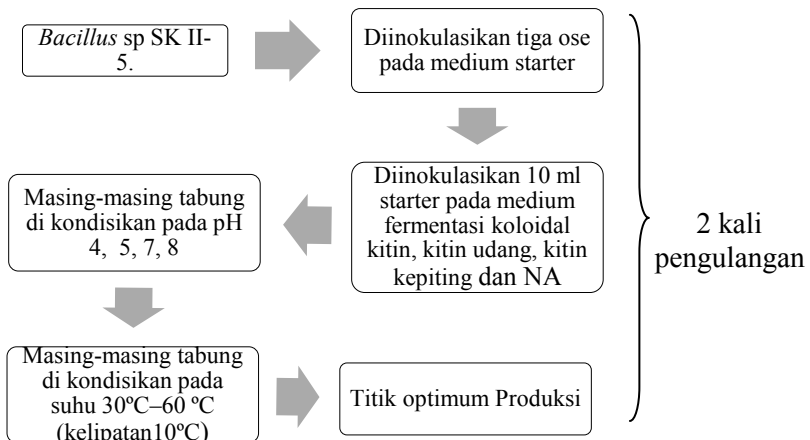 Bacillus sp SK II-
5.
Diinokulasikan tiga ose
pada medium starter
Diinokulasikan 10 ml
starter pada medium
fermentasi koloidal
kitin, kitin udang, kitin
kepiting dan NA
Masing-masing tabung
di kondisikan pada pH
4, 5, 7, 8
Masing-masing tabung
di kondisikan pada
suhu 30ºC–60 ºC
(kelipatan10ºC)
Titik optimum Produksi
2 kali
pengulangan